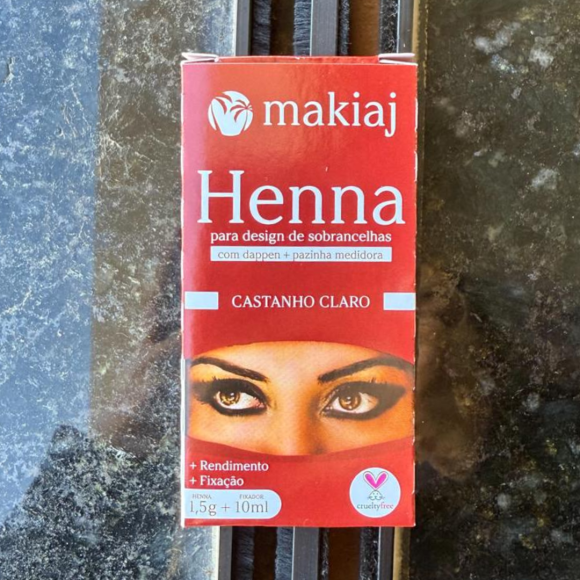 makiaj
Henna
para design de sobrancelhas
com dappen + pazinha medidora
CASTANHO CLARO
+ Rendimento
+ Fixação
HENNA FIXADOR
1,5g + 10ml
crueltyfree